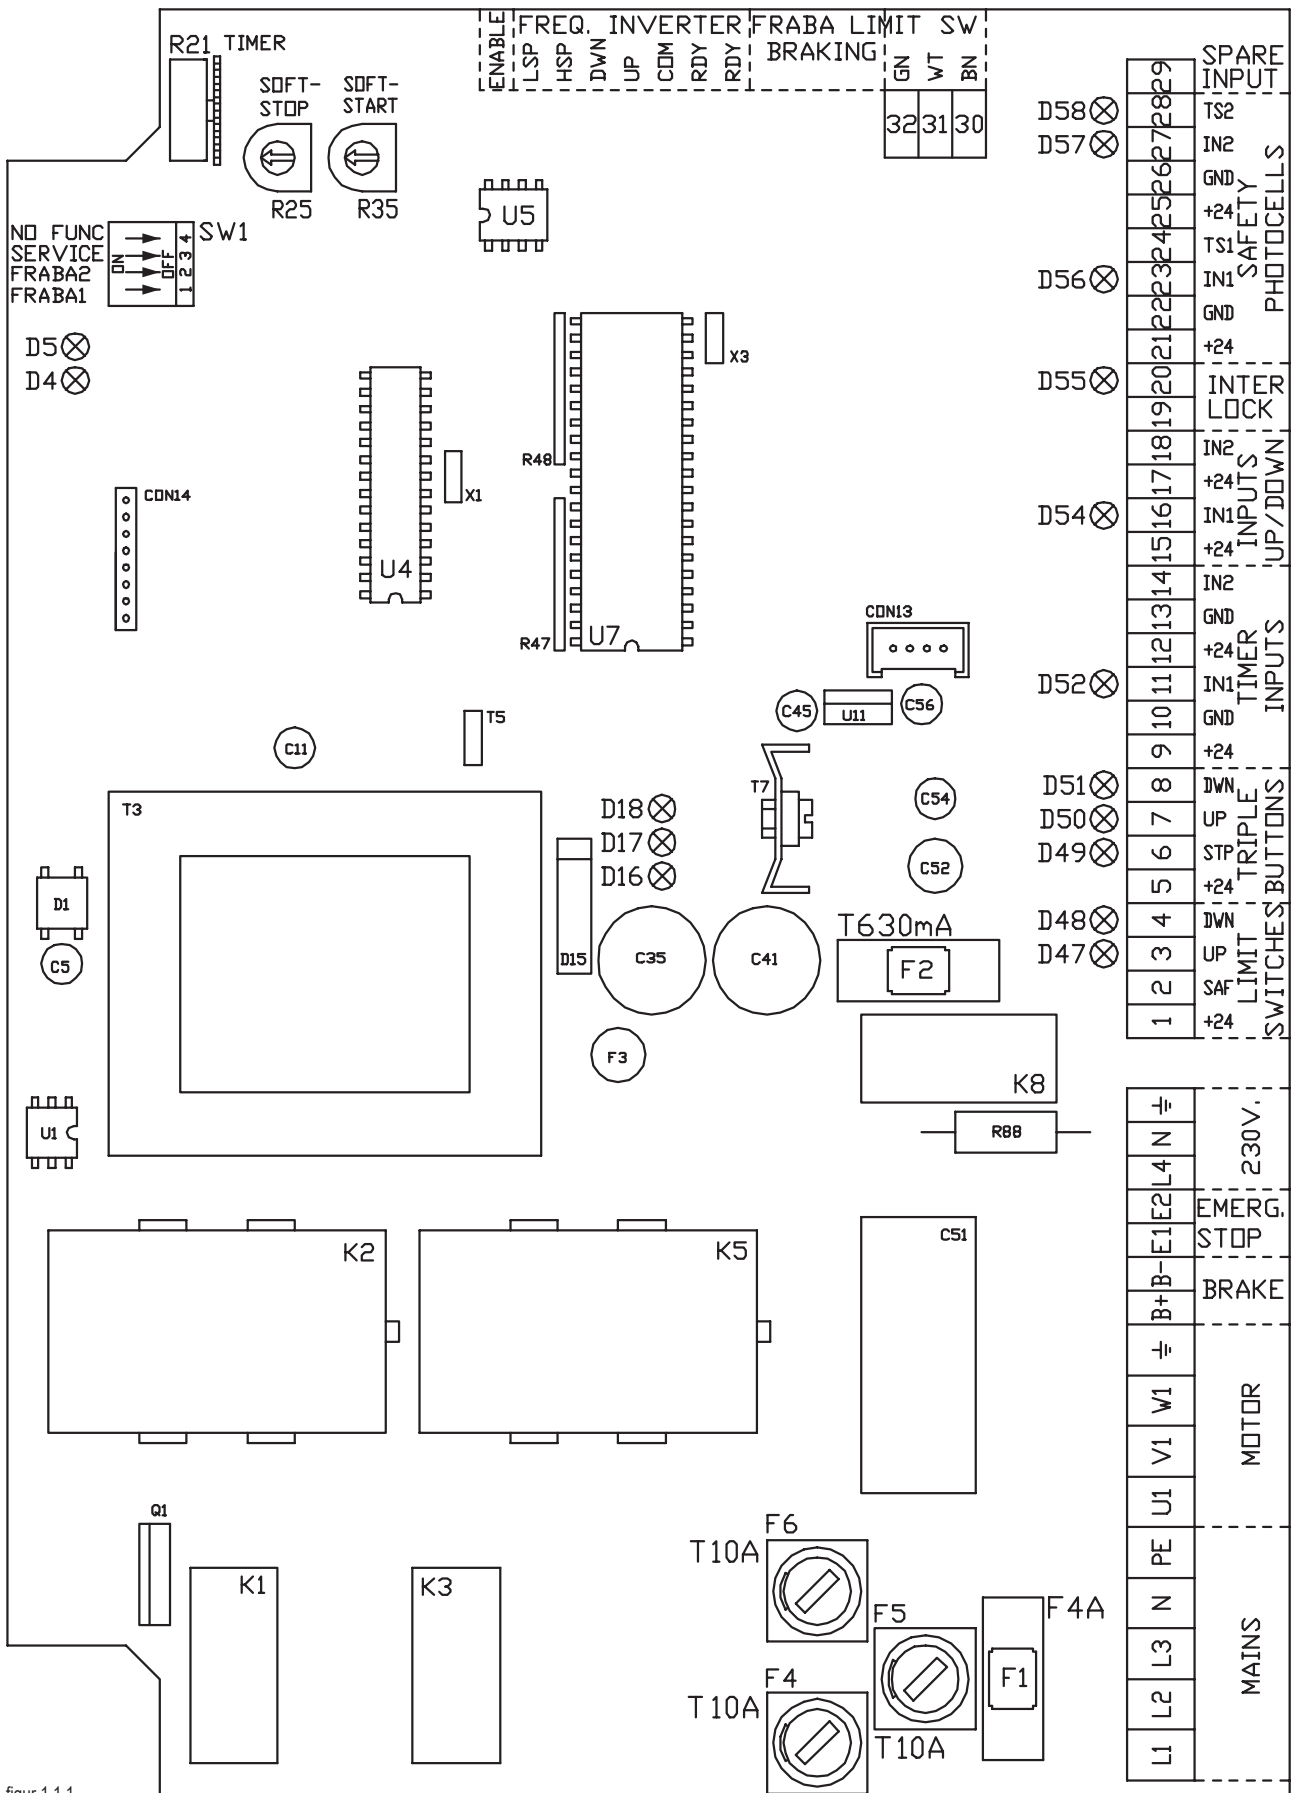 R21 TIMER
SOFT-
STOP
SOFT-
START
R25
R35
ENABLE
FREQ. INVERTER
LSP
HSP
DWN
UP
COM
RDY
RDY
FRABA LIMIT SW
BRAKING
GN
WT
BN
32
31
30
U5
NO FUNC
SERVICE
FRABA2
FRABA1
ON
OFF
1 2 3 4
SW1
D5
D4
X3
R48
R47
U7
X1
U4
CON14
CON13
C45
U11
C56
T5
C11
T3
T7
C54
C52
D18
D17
D16
D15
C35
C41
T630mA
F2
F3
D1
C5
U1
K8
R88
K2
K5
C51
Q1
K1
K3
F6
T10A
F5
T10A
F4
T10A
F4A
F1
D58
D57
D56
D55
D54
D52
D51
D50
D49
D48
D47
29
SPARE
INPUT
28 TS2
27 IN2
26 GND
25 +24
24 TS1
23 IN1
22 GND
21 +24
SAFETY
PHOTOCELLS
20
19
INTER
LOCK
18 IN2
17 +24
16 IN1
15 +24
INPUTS
UP/DOWN
14 IN2
13 GND
12 +24
11 IN1
10 GND
9 +24
TIMER
INPUTS
8 DWN
7 UP
6 STP
5 +24
TRIPLE
BUTTONS
4 DWN
3 UP
2 SAF
1 +24
LIMIT
SWITCHES
N
L4
230V.
E2
E1
EMERG.
STOP
B-
B+
BRAKE
W1
V1
U1
MOTOR
PE
N
L3
L2
L1
MAINS
figur 1.1.1